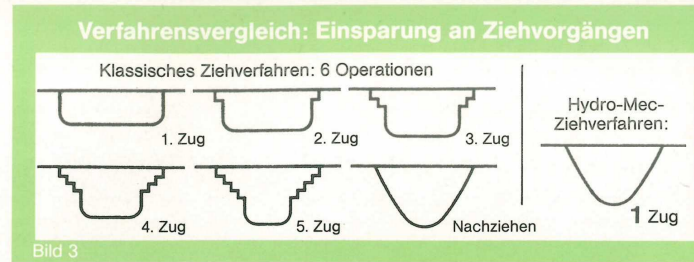 Verfahrensvergleich: Einsparung an Ziehvorgängen
Klassisches Ziehverfahren: 6 Operationen
1. Zug
2. Zug
3. Zug
4. Zug
5. Zug
Nachziehen
Hydro-Mec-
Ziehverfahren:
1 Zug
Bild 3